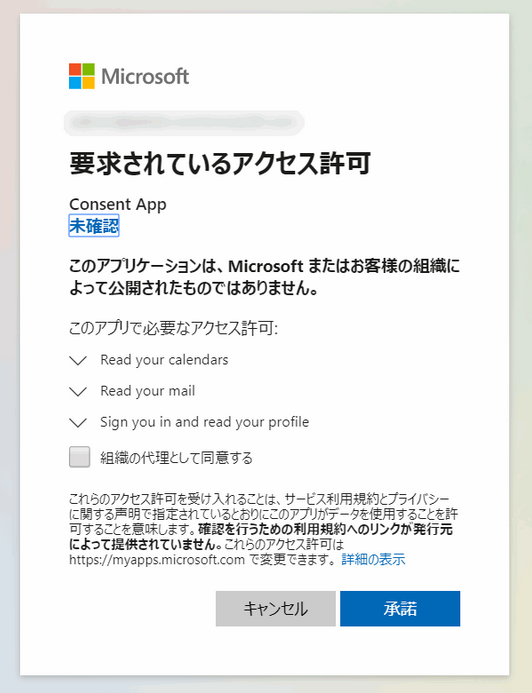 Microsoft
要求されているアクセス許可
Consent App
未確認
このアプリケーションは、Microsoft またはお客様の組織に
よって公開されたものではありません。
このアプリで必要なアクセス許可:
Read your calendars
Read your mail
Sign you in and read your profile
組織の代理として同意する
これらのアクセス許可を受け入れることは、サービス利用規約とプライバシー
に関する声明で指定されているとおりにこのアプリがデータを使用することを許
可することを意味します。確認を行うための利用規約へのリンクが発行元
によって提供されていません。これらのアクセス許可は
https://myapps.microsoft.com で変更できます。 詳細の表示
キャンセル
承諾